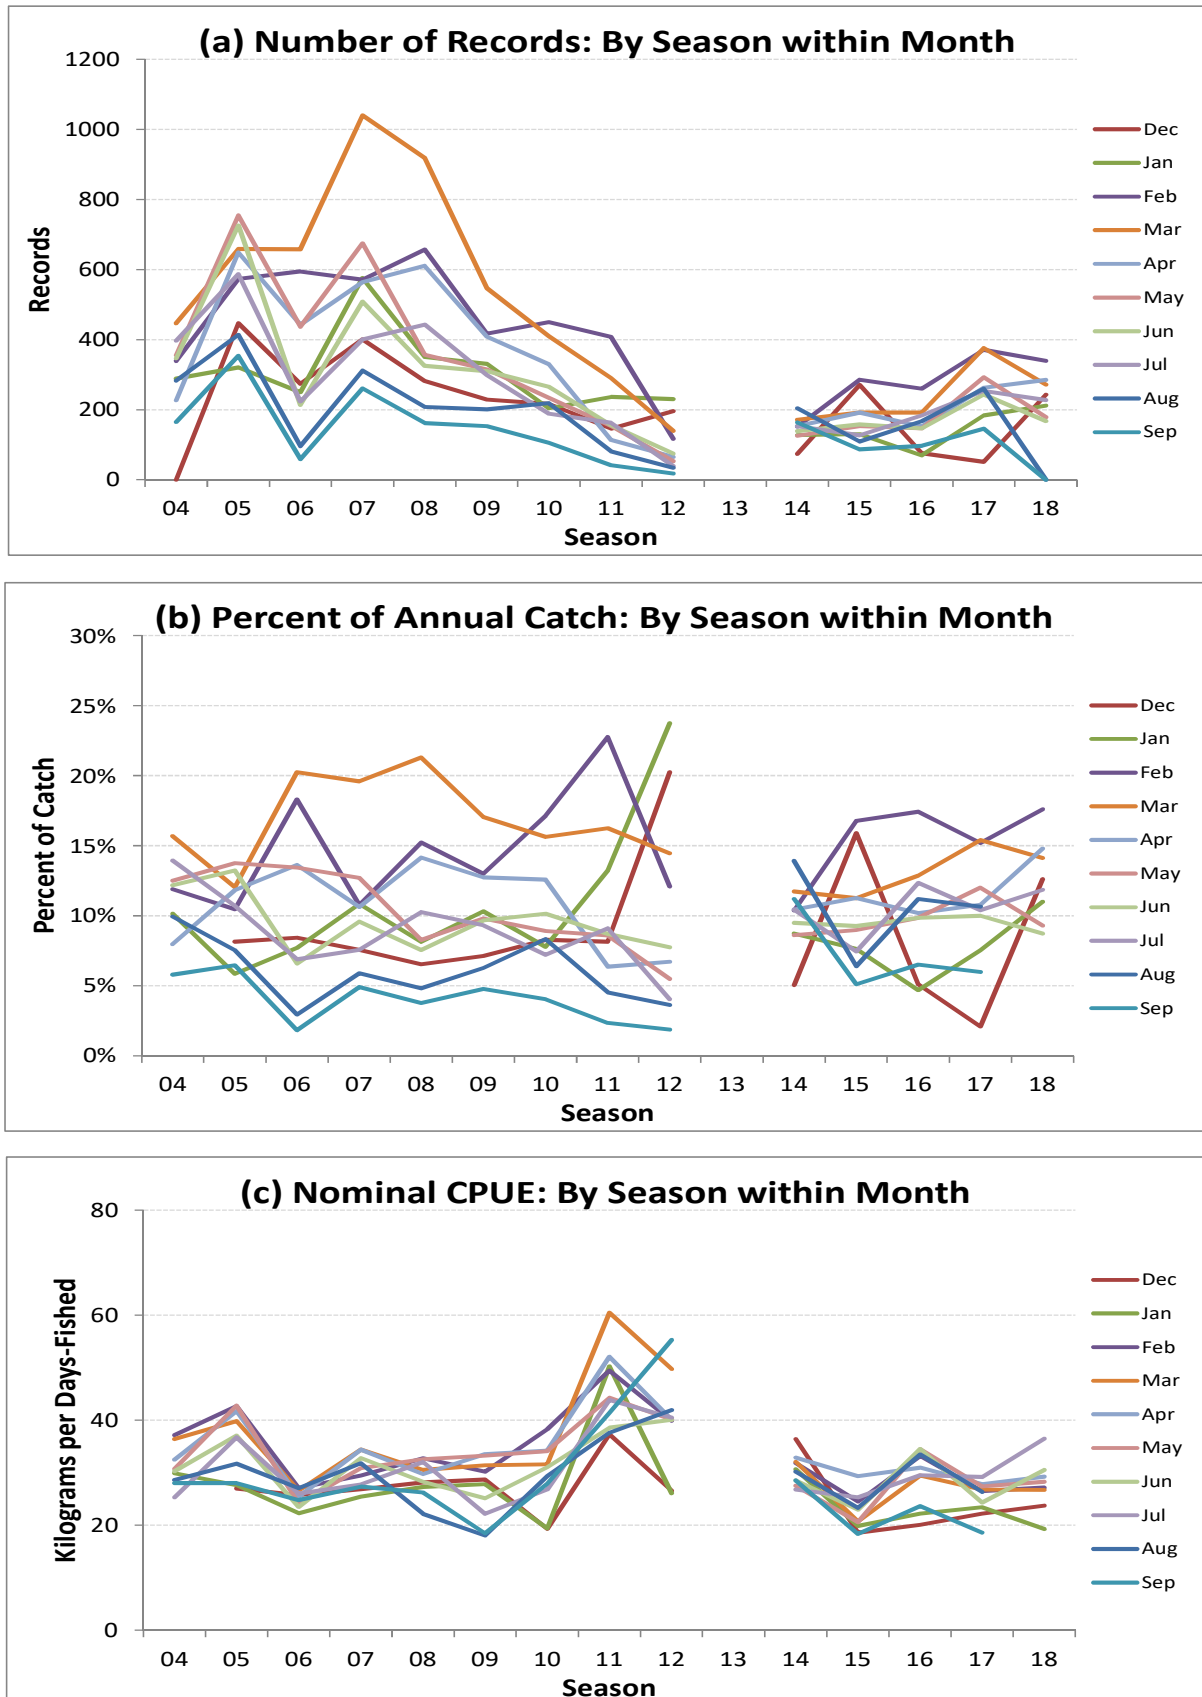 (a) Number of Records: By Season within Month
1200
1000
800
600
400
200
0
Records
04 05 06 07 08 09 10 11 12 13 14 15 16 17 18
Season
Dec
Jan
Feb
Mar
Apr
May
Jun
Jul
Aug
Sep
(b) Percent of Annual Catch: By Season within Month
30%
25%
20%
15%
10%
5%
0%
Percent of Catch
04 05 06 07 08 09 10 11 12 13 14 15 16 17 18
Season
Dec
Jan
Feb
Mar
Apr
May
Jun
Jul
Aug
Sep
(c) Nominal CPUE: By Season within Month
80
60
40
20
0
Kilograms per Days-Fished
04 05 06 07 08 09 10 11 12 13 14 15 16 17 18
Season
Dec
Jan
Feb
Mar
Apr
May
Jun
Jul
Aug
Sep